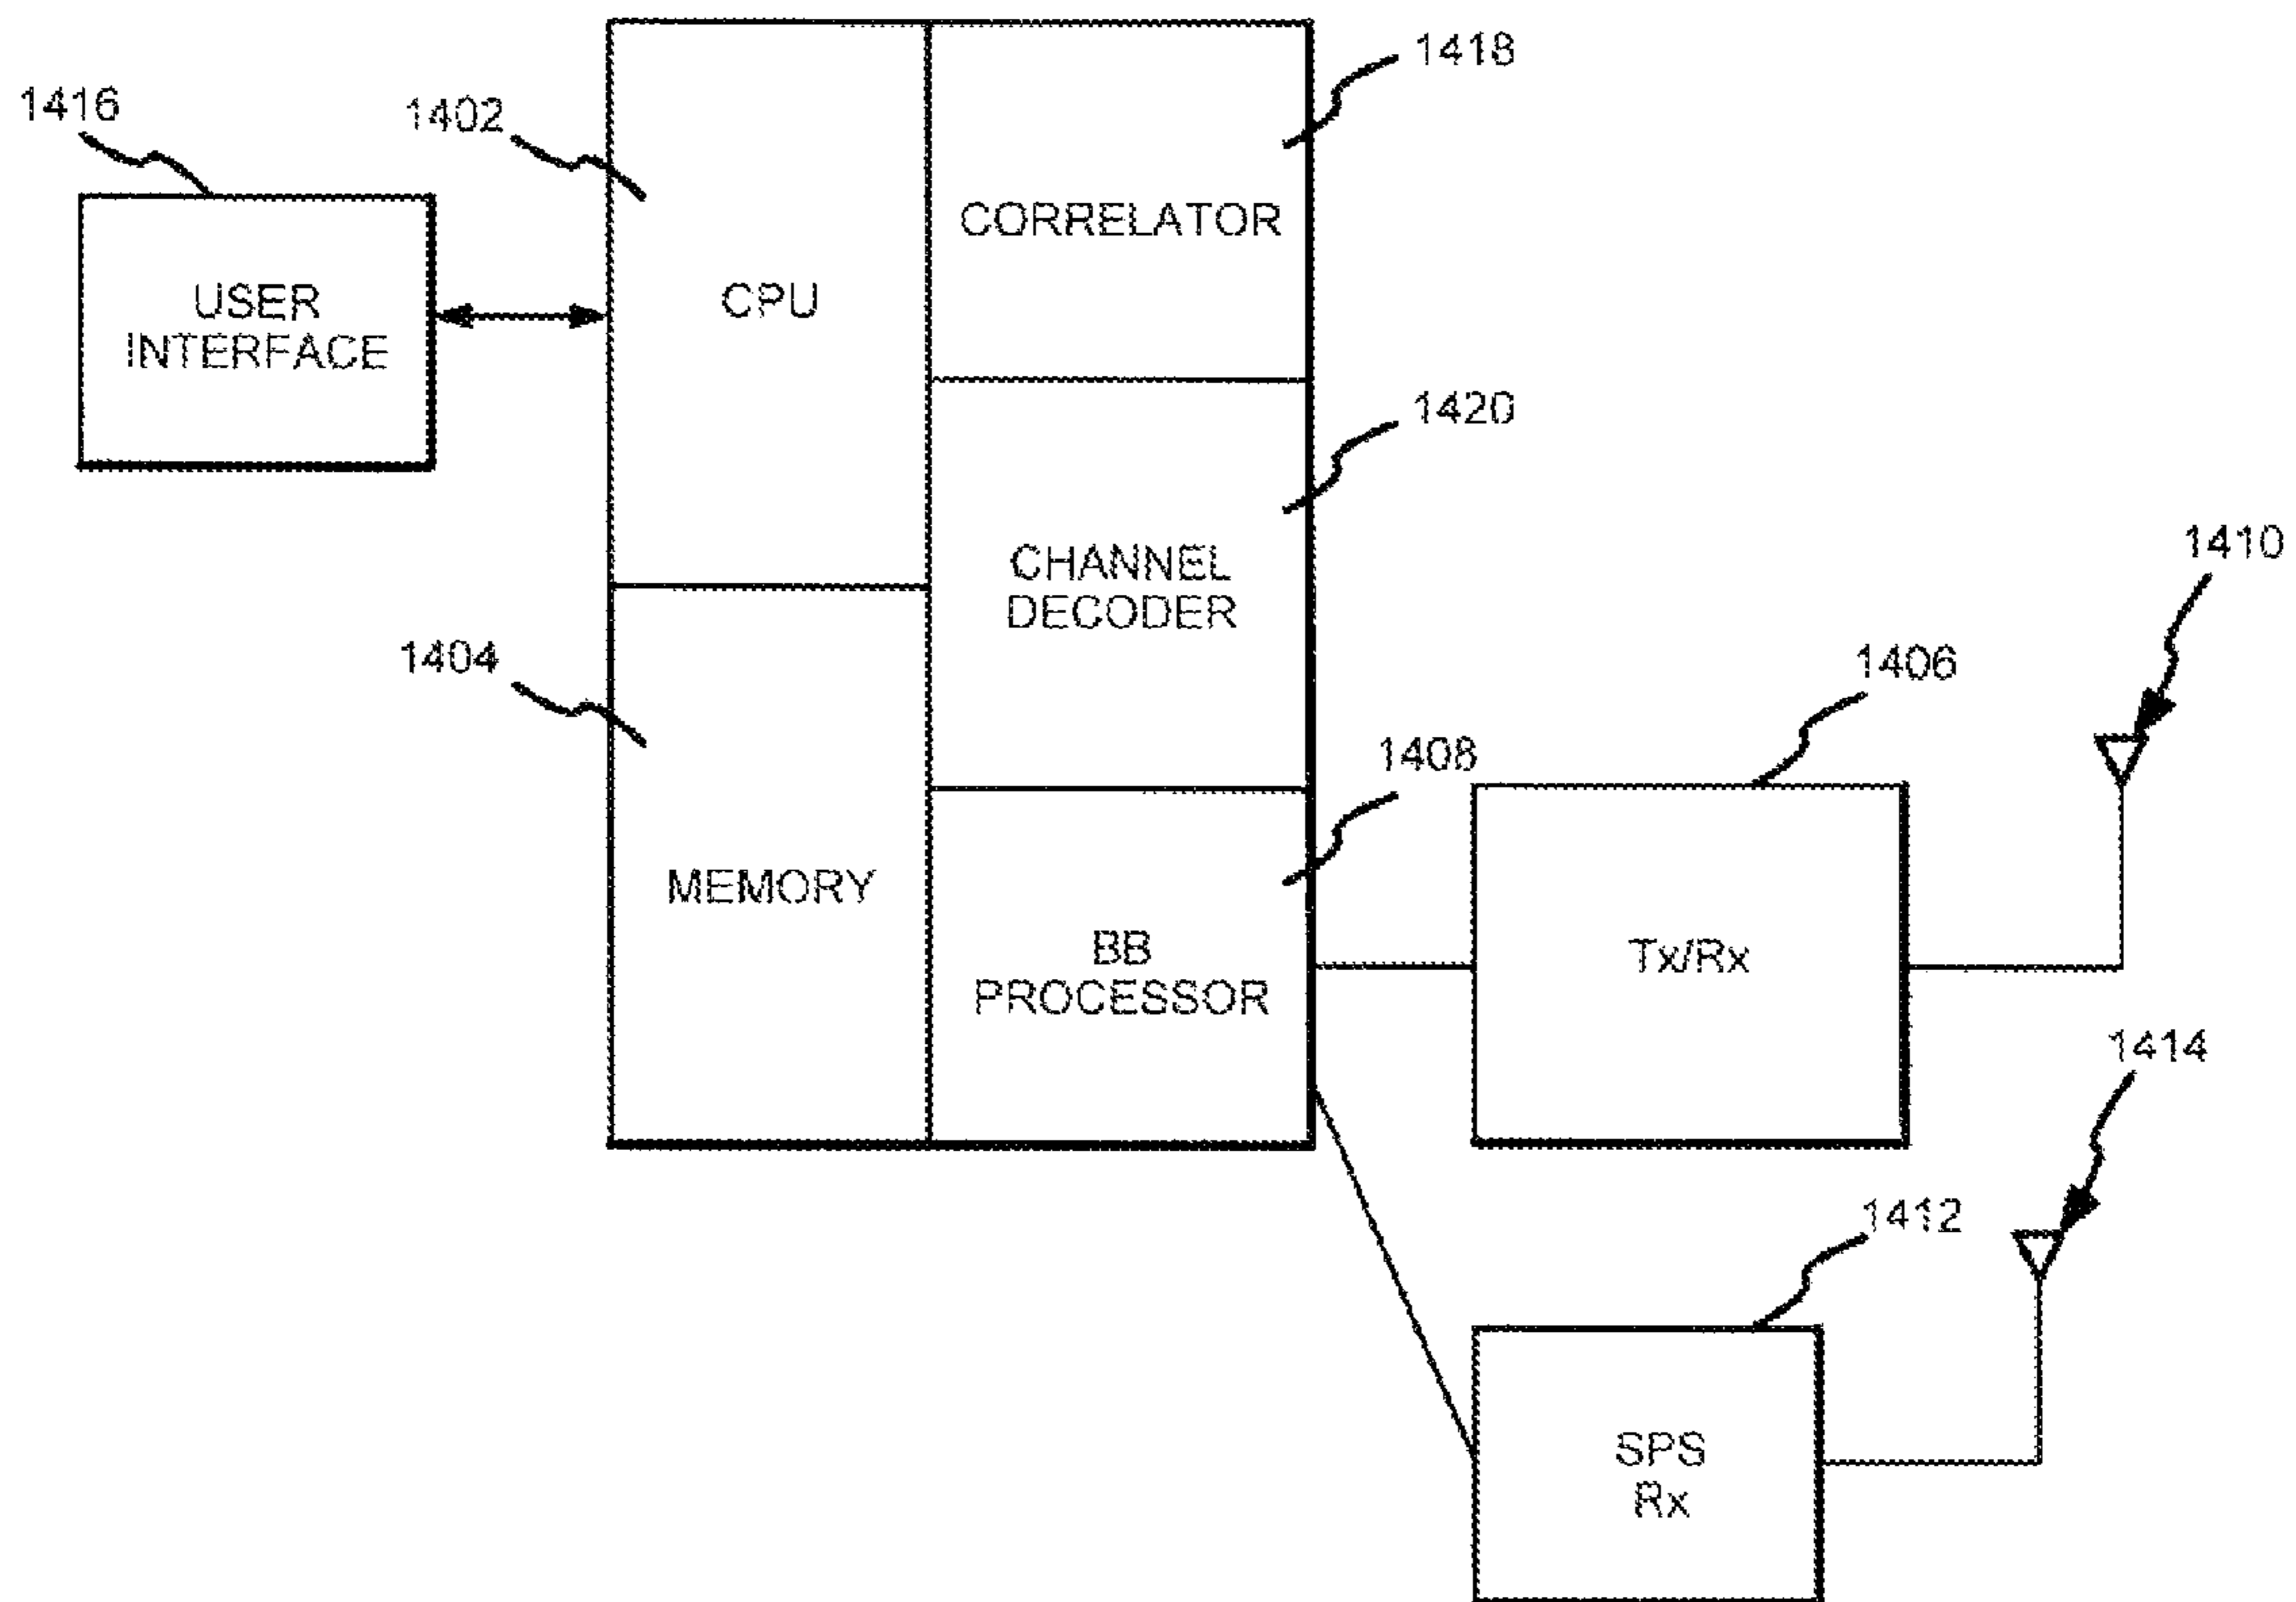 1418
1416
1402
CORRELATOR
USER
INTERFACE
CPU
1420
1410
CHANNEL
DECODER
1404
1406
1408
MEMORY
BB
PROCESSOR
Tx/Rx
1414
1412
SPS
Rx